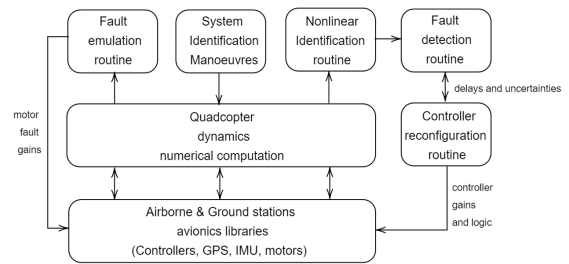 Fault
emulation
routine
System
Identification
Manoeuvres
Nonlinear
Identification
routine
Fault
detection
routine
delays and uncertainties
motor
fault
gains
Quadcopter
dynamics
numerical computation
Controller
reconfiguration
routine
controller
gains
and logic
Airborne & Ground stations
avionics libraries
(Controllers, GPS, IMU, motors)